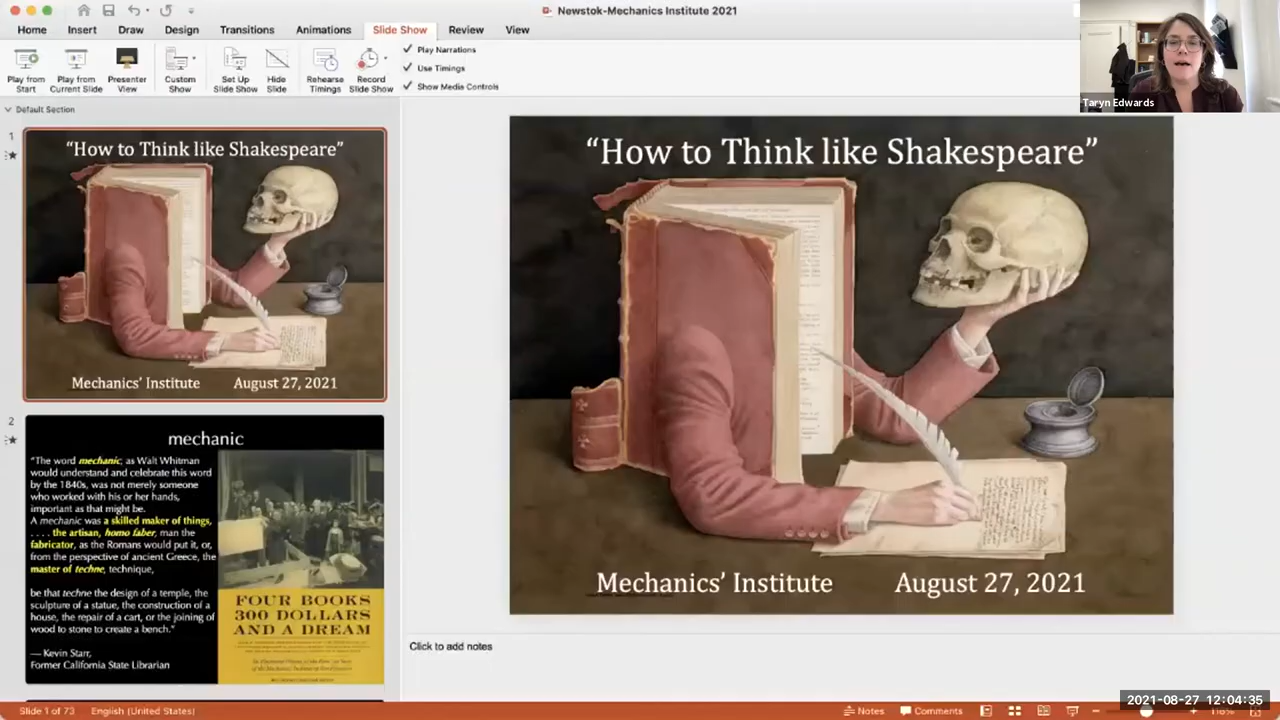 Newstok-Mechanics Institute 2021
Home Insert Draw Design Transitions Animations Slide Show Review View
Play from Start
Play from Current Slide
Presenter View
Custom Show
Set Up Slide Show
Hide Slide
Rehearse Timings
Record Slide Show
Play Narrations
Use Timings
Show Media Controls
Taryn Edwards
Default Section
1
"How to Think like Shakespeare"
Mechanics' Institute August 27, 2021
2
mechanic
"The word mechanic, as Walt Whitman
would understand and celebrate this word
by the 1840s, was not merely someone
who worked with his or her hands,
important as that might be.
A mechanic was a skilled maker of things,
. . . . the artisan, homo faber, man the
fabricator, as the Romans would put it, or,
from the perspective of ancient Greece, the
master of techne, technique,
be that techne the design of a temple, the
sculpture of a statue, the construction of a
house, the repair of a cart, or the joining of
wood to stone to create a bench."
— Kevin Starr,
Former California State Librarian
FOUR BOOKS
300 DOLLARS
AND A DREAM
"How to Think like Shakespeare"
Mechanics' Institute August 27, 2021
Click to add notes
Slide 1 of 73 English (United States)
Notes Comments
2021-08-27 12:04:35